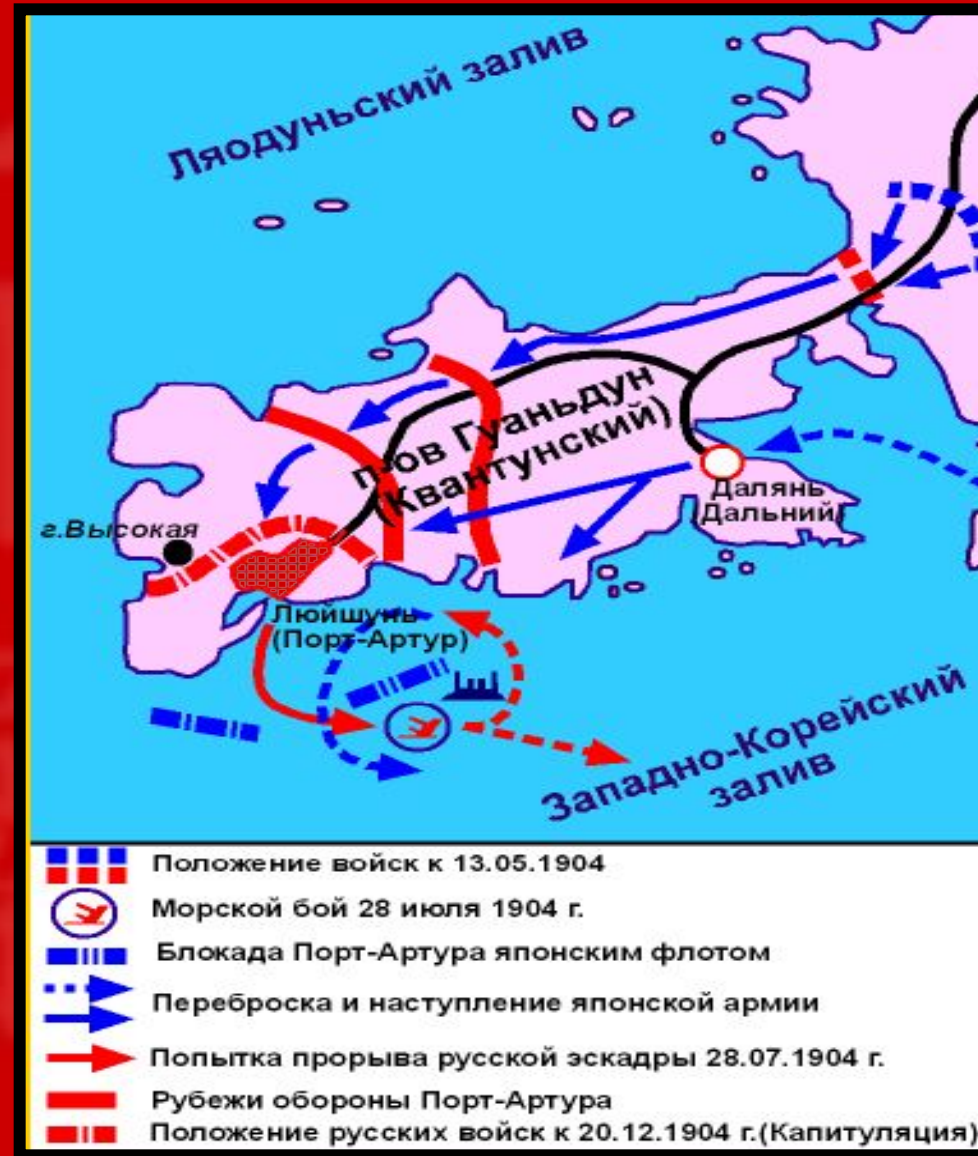 Ляодуньский залив
п-ов Гуаньдун
(Квантунский)
Далянь
(Дальний)
г.Высокая
Люйшунь
(Порт-Артур)
Западно-Корейский
залив
Положение войск к 13.05.1904
Морской бой 28 июля 1904 г.
Блокада Порт-Артура японским флотом
Переброска и наступление японской армии
Попытка прорыва русской эскадры 28.07.1904 г.
Рубежи обороны Порт-Артура
Положение русских войск к 20.12.1904 г.(Капитуляция)